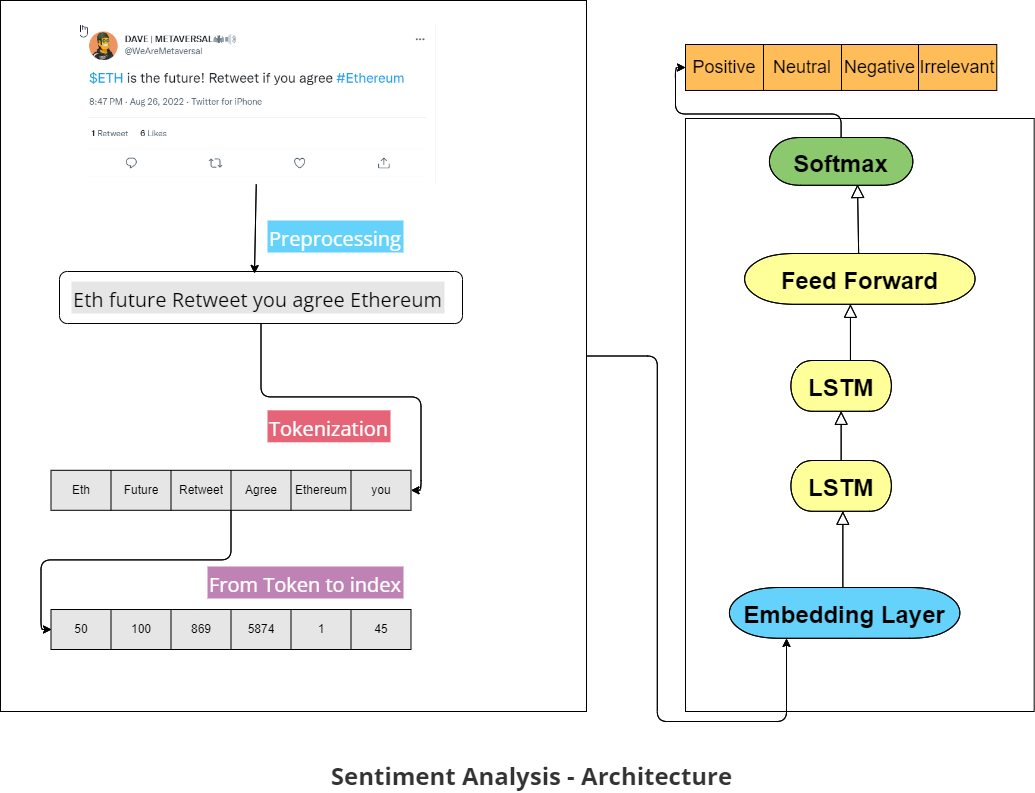 DAVE | METAVERSAL
@WeAreMetaversal
$ETH is the future! Retweet if you agree #Ethereum
8:47 PM · Aug 26, 2022 · Twitter for iPhone
1 Retweet 6 Likes
Preprocessing
Eth future Retweet you agree Ethereum
Tokenization
Eth Future Retweet Agree Ethereum you
From Token to index
50 100 869 5874 1 45
Positive Neutral Negative Irrelevant
Softmax
Feed Forward
LSTM
LSTM
Embedding Layer
Sentiment Analysis - Architecture